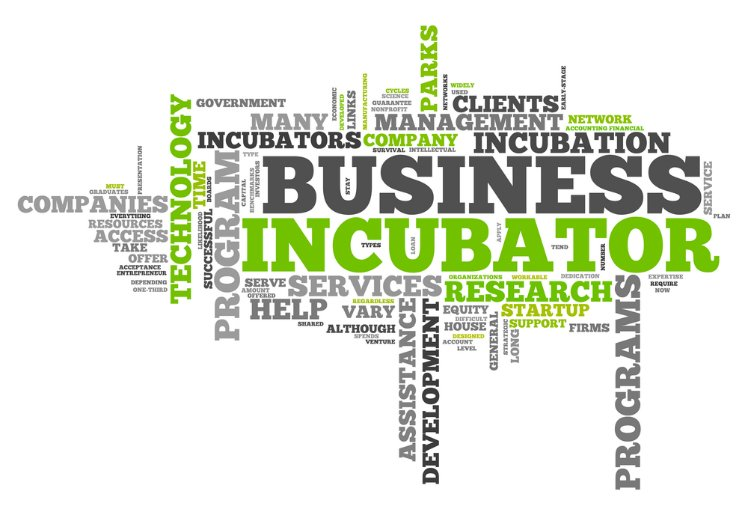 PARKS
CYCLES
WIDELY
SCIENCE
USED
GOVERNMENT
ECONOMIC
DEVELOPED
LINKS
MANUFACTURING
GUARANTEE
NONPROFIT
NETWORKS
CLIENTS
EARLY-STAGE
MANY
MANAGEMENT
NETWORK
ACCOUNTING FINANCIAL
TECHNOLOGY
INCUBATORS
COMPANY
INCUBATION
SURVIVAL
INTELLECTUAL
PRESENTATION
TIME
BOARDS
PROGRAM
TYPE
CAPITAL
BENCHMARKS
INVESTORS
BUSINESS
STAY
SERVICE
MUST
GRADUATES
COMPANIES
EVERYTHING
PLAN
RESOURCES
ACCESS
LIKELIHOOD
SUCCESSFUL
INCUBATOR
TAKE
TYPES
LOAN
APPLY
TEND
NUMBER
OFFER
ACCEPTANCE
ENTREPRENEUR
DEPENDING
ONE-THIRD
SERVE
AMOUNT
OFFERED
SERVICES
ORGANIZATIONS
WORKABLE
DEDICATION
EXPERTISE
REQUIRE
NOW
RESEARCH
HELP
REGARDLESS
VARY
SHARED
ALTHOUGH
SPENDS
VENTURE
ASSISTANCE
DEVELOPMENT
EQUITY
DIFFICULT
HOUSE
DESIGNED
ACCOUNT
LEVEL
GENERAL
STRATEGIC
LONG
STARTUP
SUPPORT
FIRMS
PROGRAMS